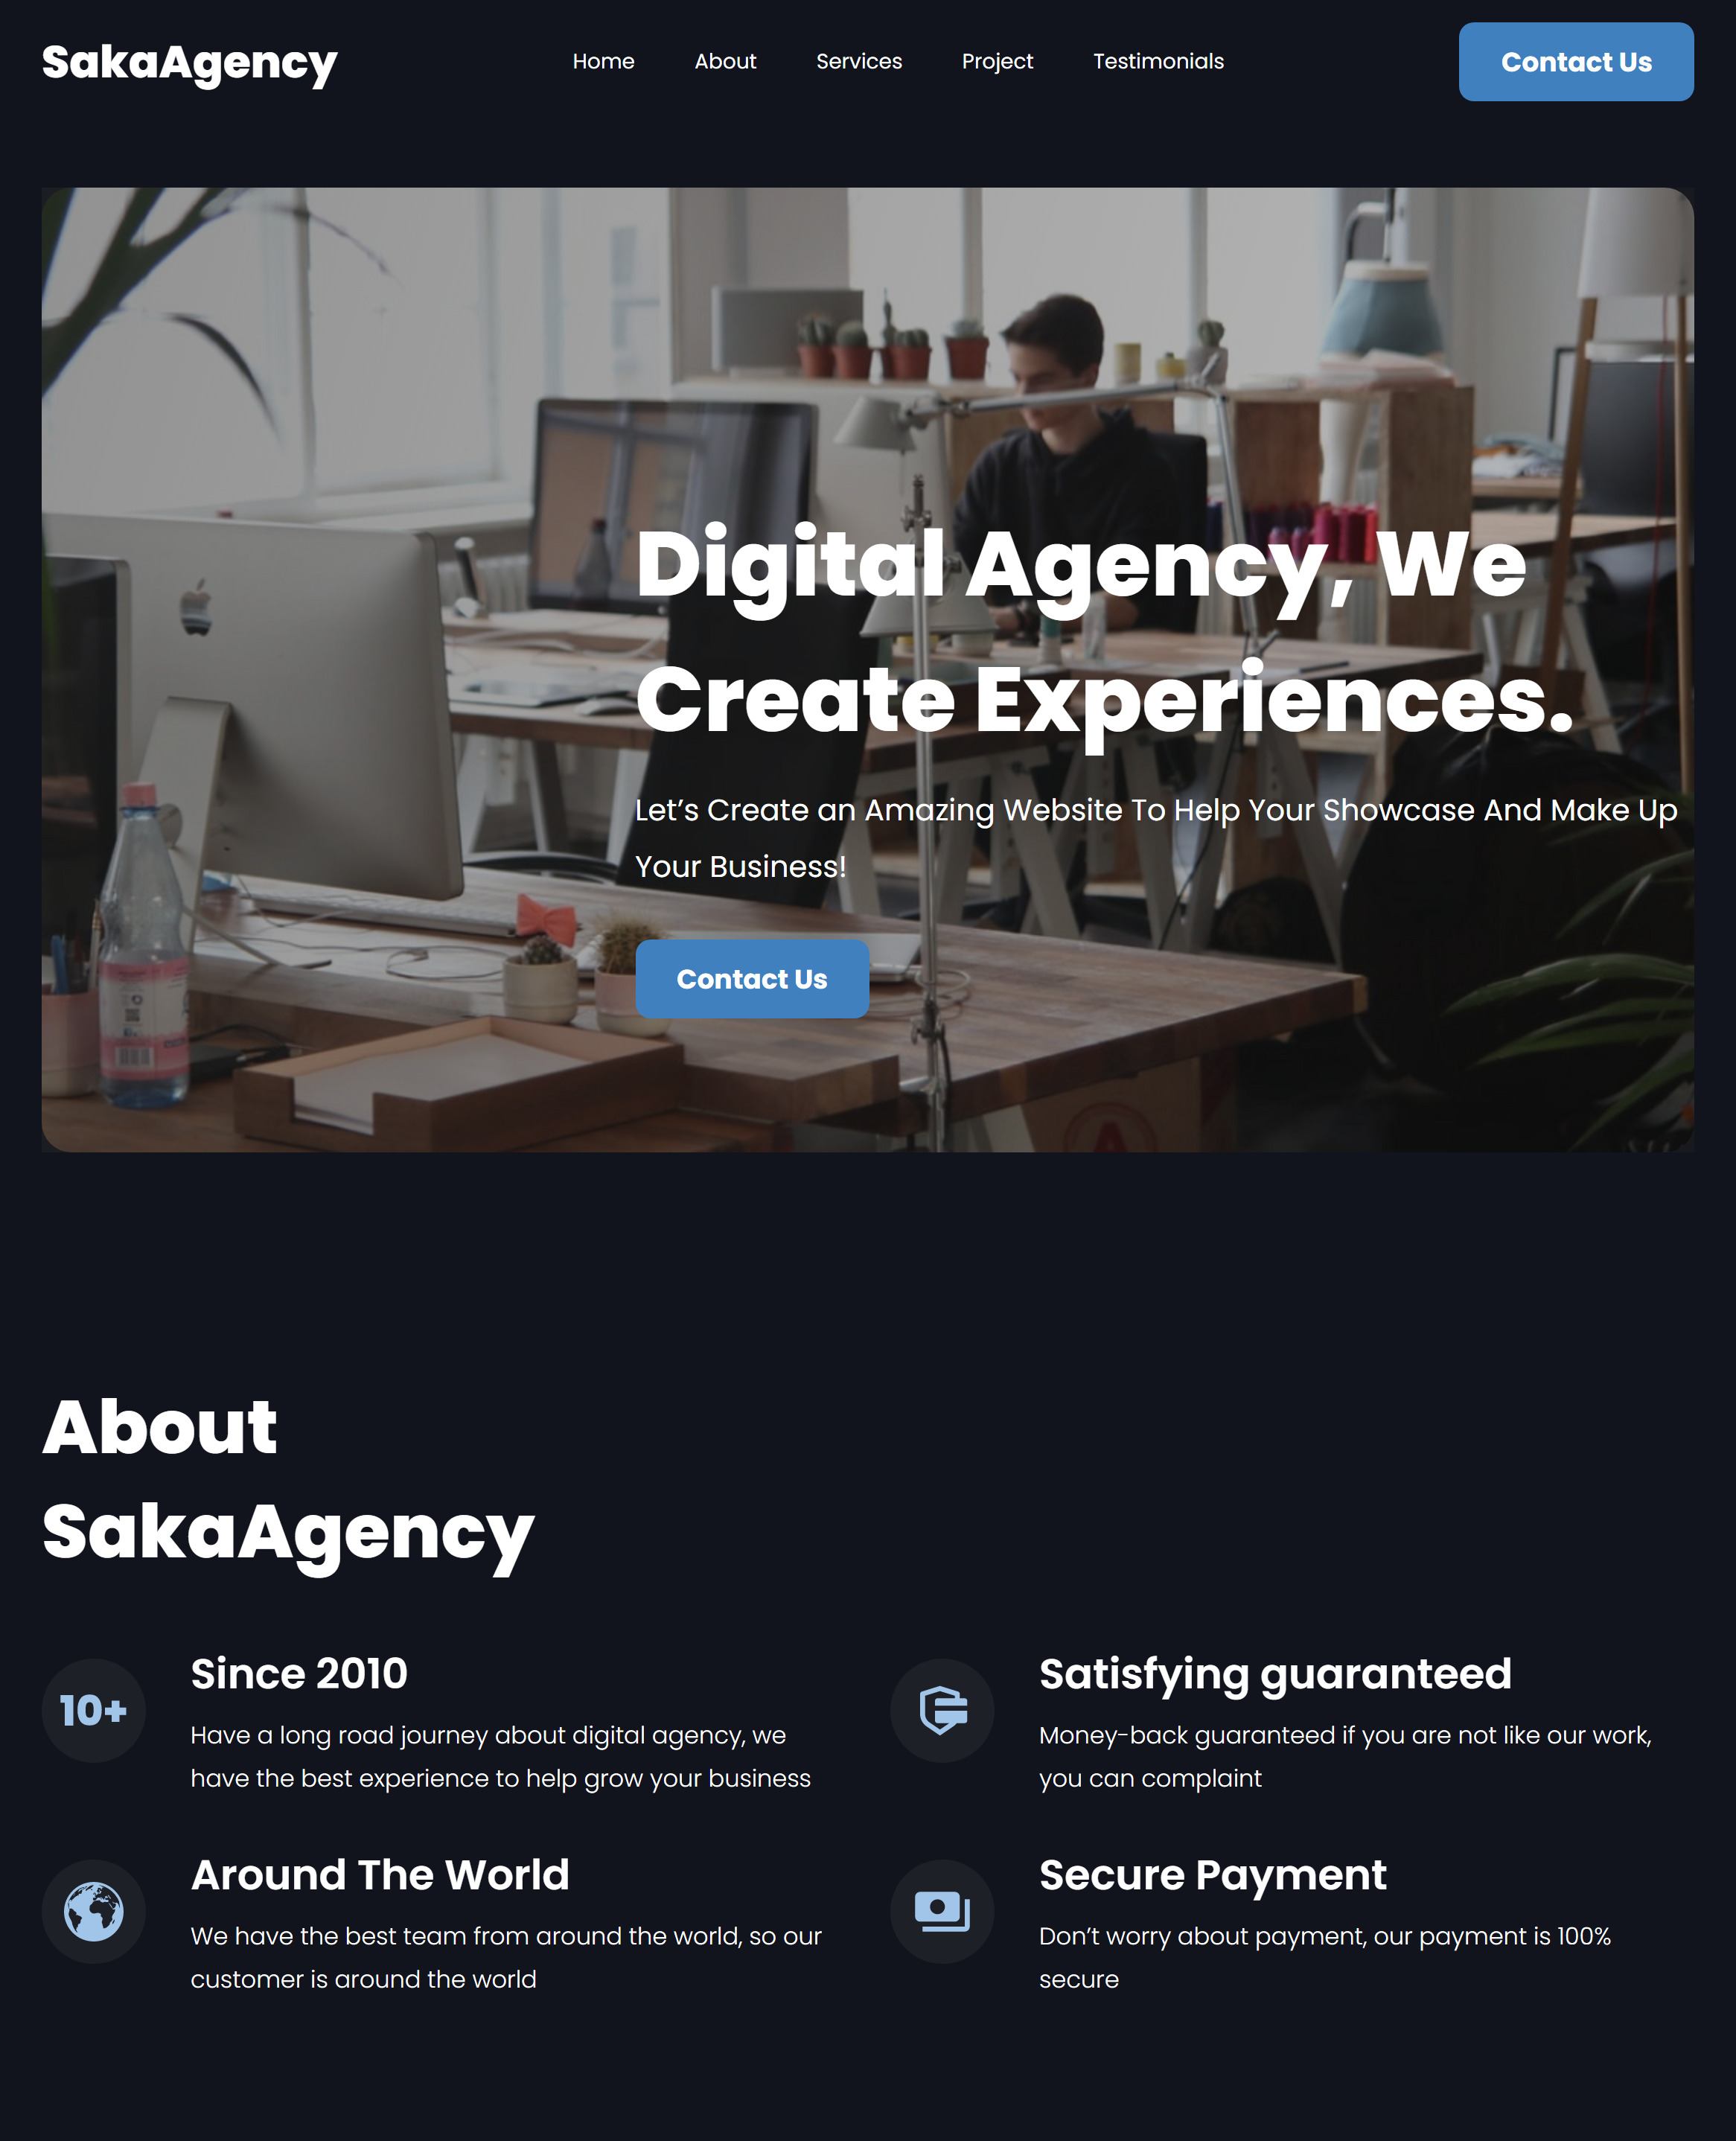 SakaAgency
Home
About
Services
Project
Testimonials
Contact Us
Digital Agency, We
Create Experiences.
Let’s Create an Amazing Website To Help Your Showcase And Make Up
Your Business!
Contact Us
About
SakaAgency
10+
Since 2010
Have a long road journey about digital agency, we
have the best experience to help grow your business
Satisfying guaranteed
Money-back guaranteed if you are not like our work,
you can complaint
Around The World
We have the best team from around the world, so our
customer is around the world
Secure Payment
Don’t worry about payment, our payment is 100%
secure